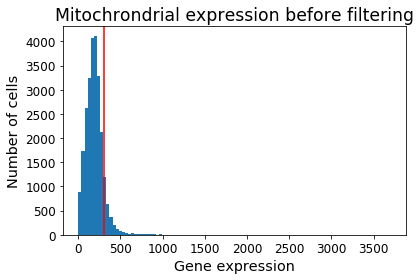 Mitochrondrial expression before filtering
Number of cells
4000
3500
3000
2500
2000
1500
1000
500
0
0 500 1000 1500 2000 2500 3000 3500
Gene expression